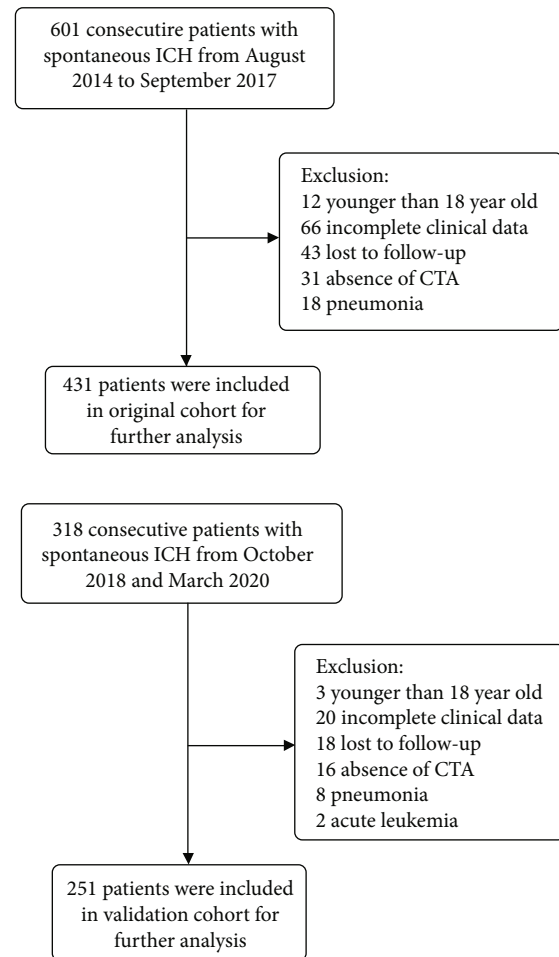 601 consecutire patients with
spontaneous ICH from August
2014 to September 2017
Exclusion:
12 younger than 18 year old
66 incomplete clinical data
43 lost to follow-up
31 absence of CTA
18 pneumonia
431 patients were included
in original cohort for
further analysis
318 consecutive patients with
spontaneous ICH from October
2018 and March 2020
Exclusion:
3 younger than 18 year old
20 incomplete clinical data
18 lost to follow-up
16 absence of CTA
8 pneumonia
2 acute leukemia
251 patients were included
in validation cohort for
further analysis